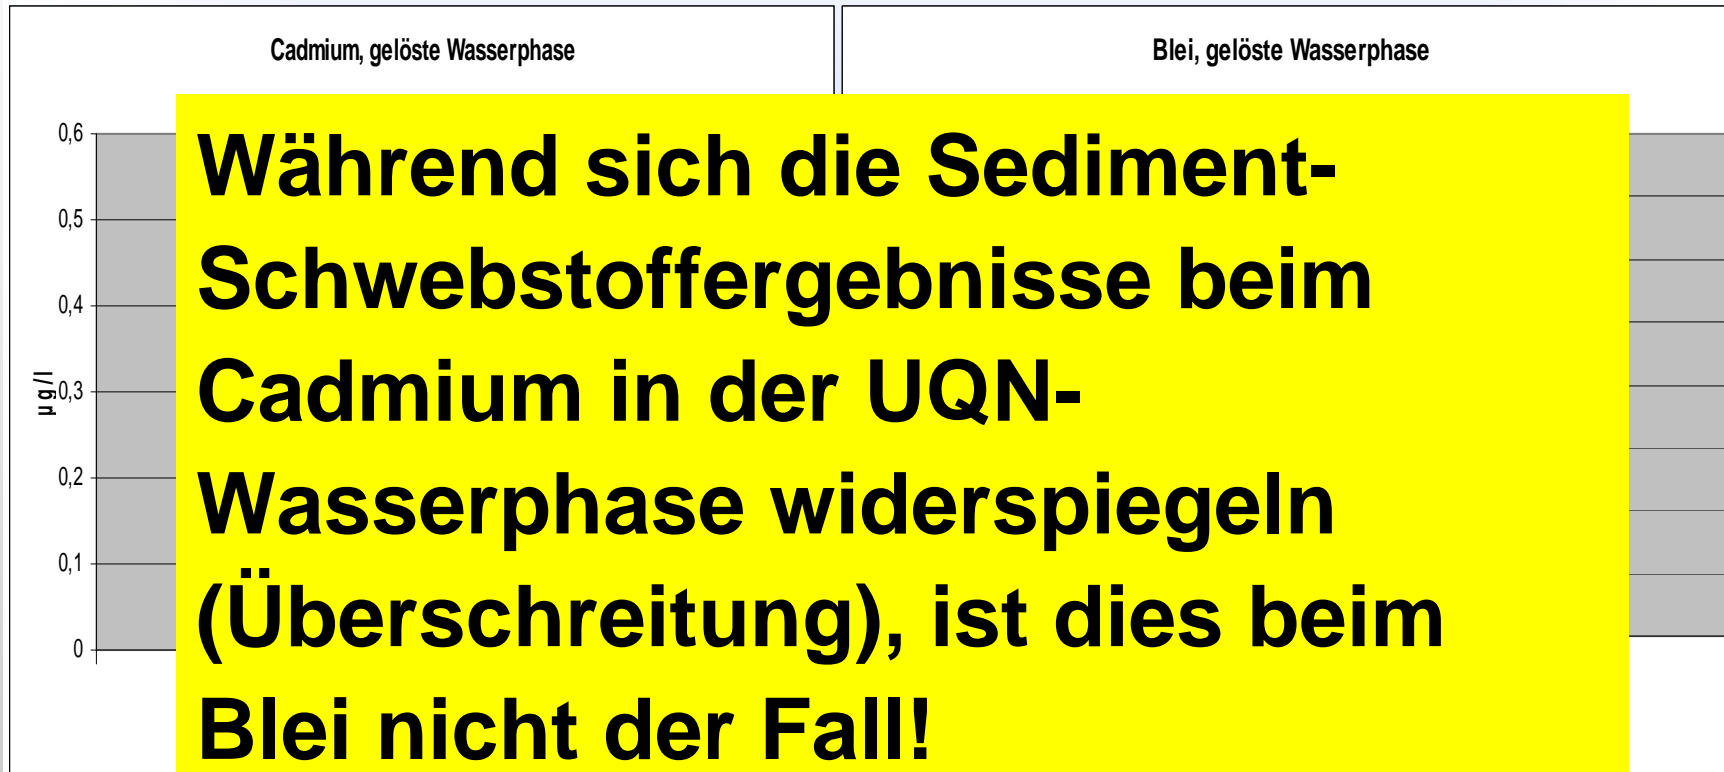 Cadmium, gelöste Wasserphase
Blei, gelöste Wasserphase
0,6
0,5
0,4
0,3
0,2
0,1
0
µg/l
Während sich die Sediment-
Schwebstoffergebnisse beim
Cadmium in der UQN-
Wasserphase widerspiegeln
(Überschreitung), ist dies beim
Blei nicht der Fall!